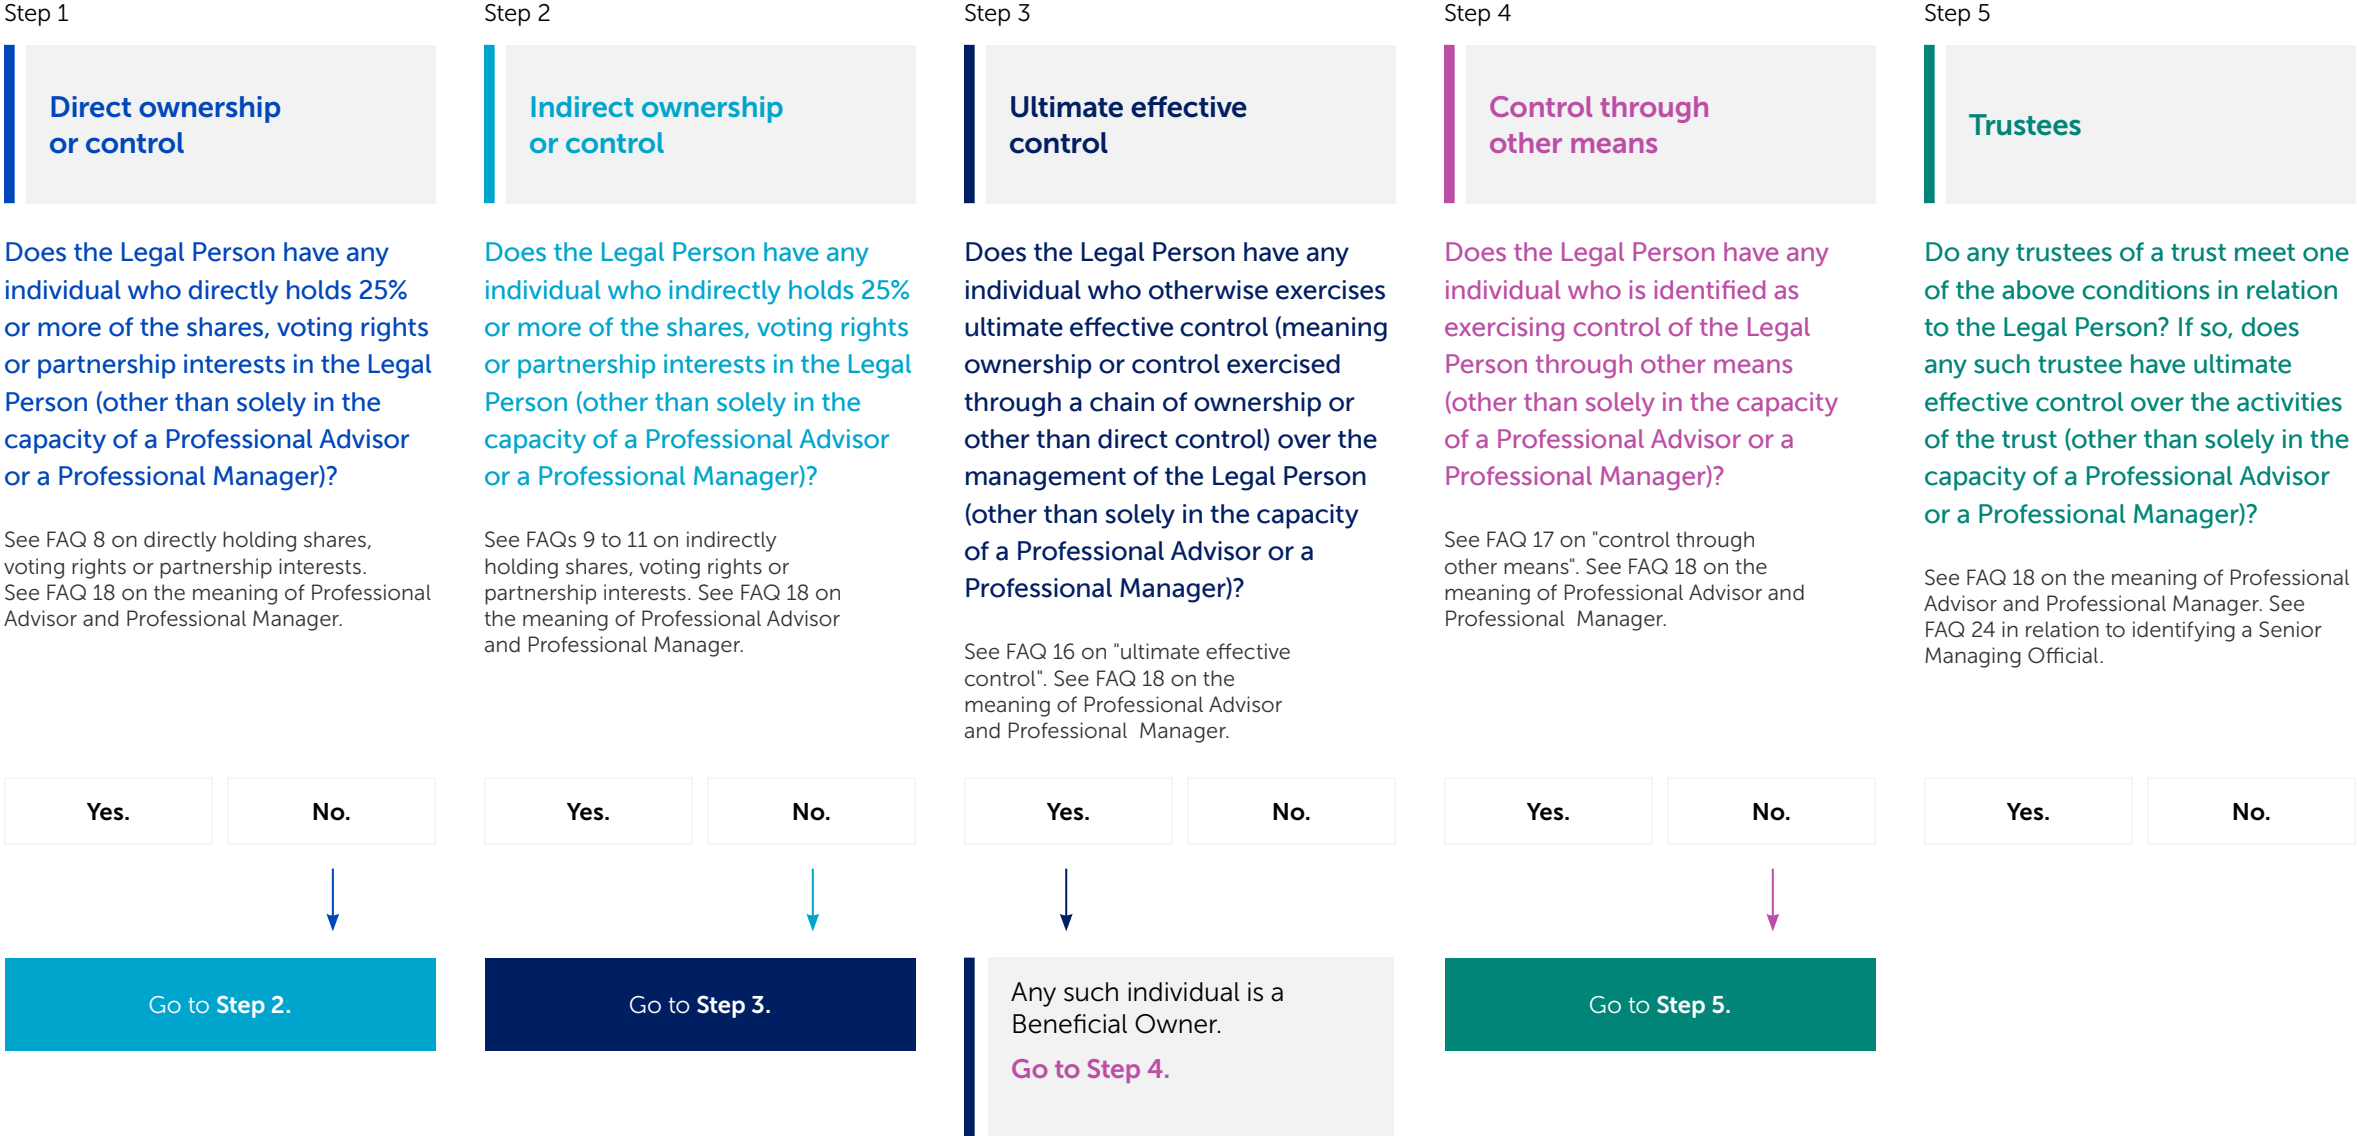 Step 1
Direct ownership
or control
Does the Legal Person have any
individual who directly holds 25%
or more of the shares, voting rights
or partnership interests in the Legal
Person (other than solely in the
capacity of a Professional Advisor
or a Professional Manager)?
See FAQ 8 on directly holding shares,
voting rights or partnership interests.
See FAQ 18 on the meaning of Professional
Advisor and Professional Manager.
Yes.
No.
Go to Step 2.
Step 2
Indirect ownership
or control
Does the Legal Person have any
individual who indirectly holds 25%
or more of the shares, voting rights
or partnership interests in the Legal
Person (other than solely in the
capacity of a Professional Advisor
or a Professional Manager)?
See FAQs 9 to 11 on indirectly
holding shares, voting rights or
partnership interests. See FAQ 18 on
the meaning of Professional Advisor
and Professional Manager.
Yes.
No.
Go to Step 3.
Step 3
Ultimate effective
control
Does the Legal Person have any
individual who otherwise exercises
ultimate effective control (meaning
ownership or control exercised
through a chain of ownership or
other than direct control) over the
management of the Legal Person
(other than solely in the capacity
of a Professional Advisor or a
Professional Manager)?
See FAQ 16 on "ultimate effective
control". See FAQ 18 on the
meaning of Professional Advisor
and Professional Manager.
Yes.
No.
Any such individual is a
Beneficial Owner.
Go to Step 4.
Step 4
Control through
other means
Does the Legal Person have any
individual who is identified as
exercising control of the Legal
Person through other means
(other than solely in the capacity
of a Professional Advisor or a
Professional Manager)?
See FAQ 17 on "control through
other means". See FAQ 18 on the
meaning of Professional Advisor and
Professional Manager.
Yes.
No.
Go to Step 5.
Step 5
Trustees
Do any trustees of a trust meet one
of the above conditions in relation
to the Legal Person? If so, does
any such trustee have ultimate
effective control over the activities
of the trust (other than solely in the
capacity of a Professional Advisor
or a Professional Manager)?
See FAQ 18 on the meaning of Professional
Advisor and Professional Manager. See
FAQ 24 in relation to identifying a Senior
Managing Official.
Yes.
No.